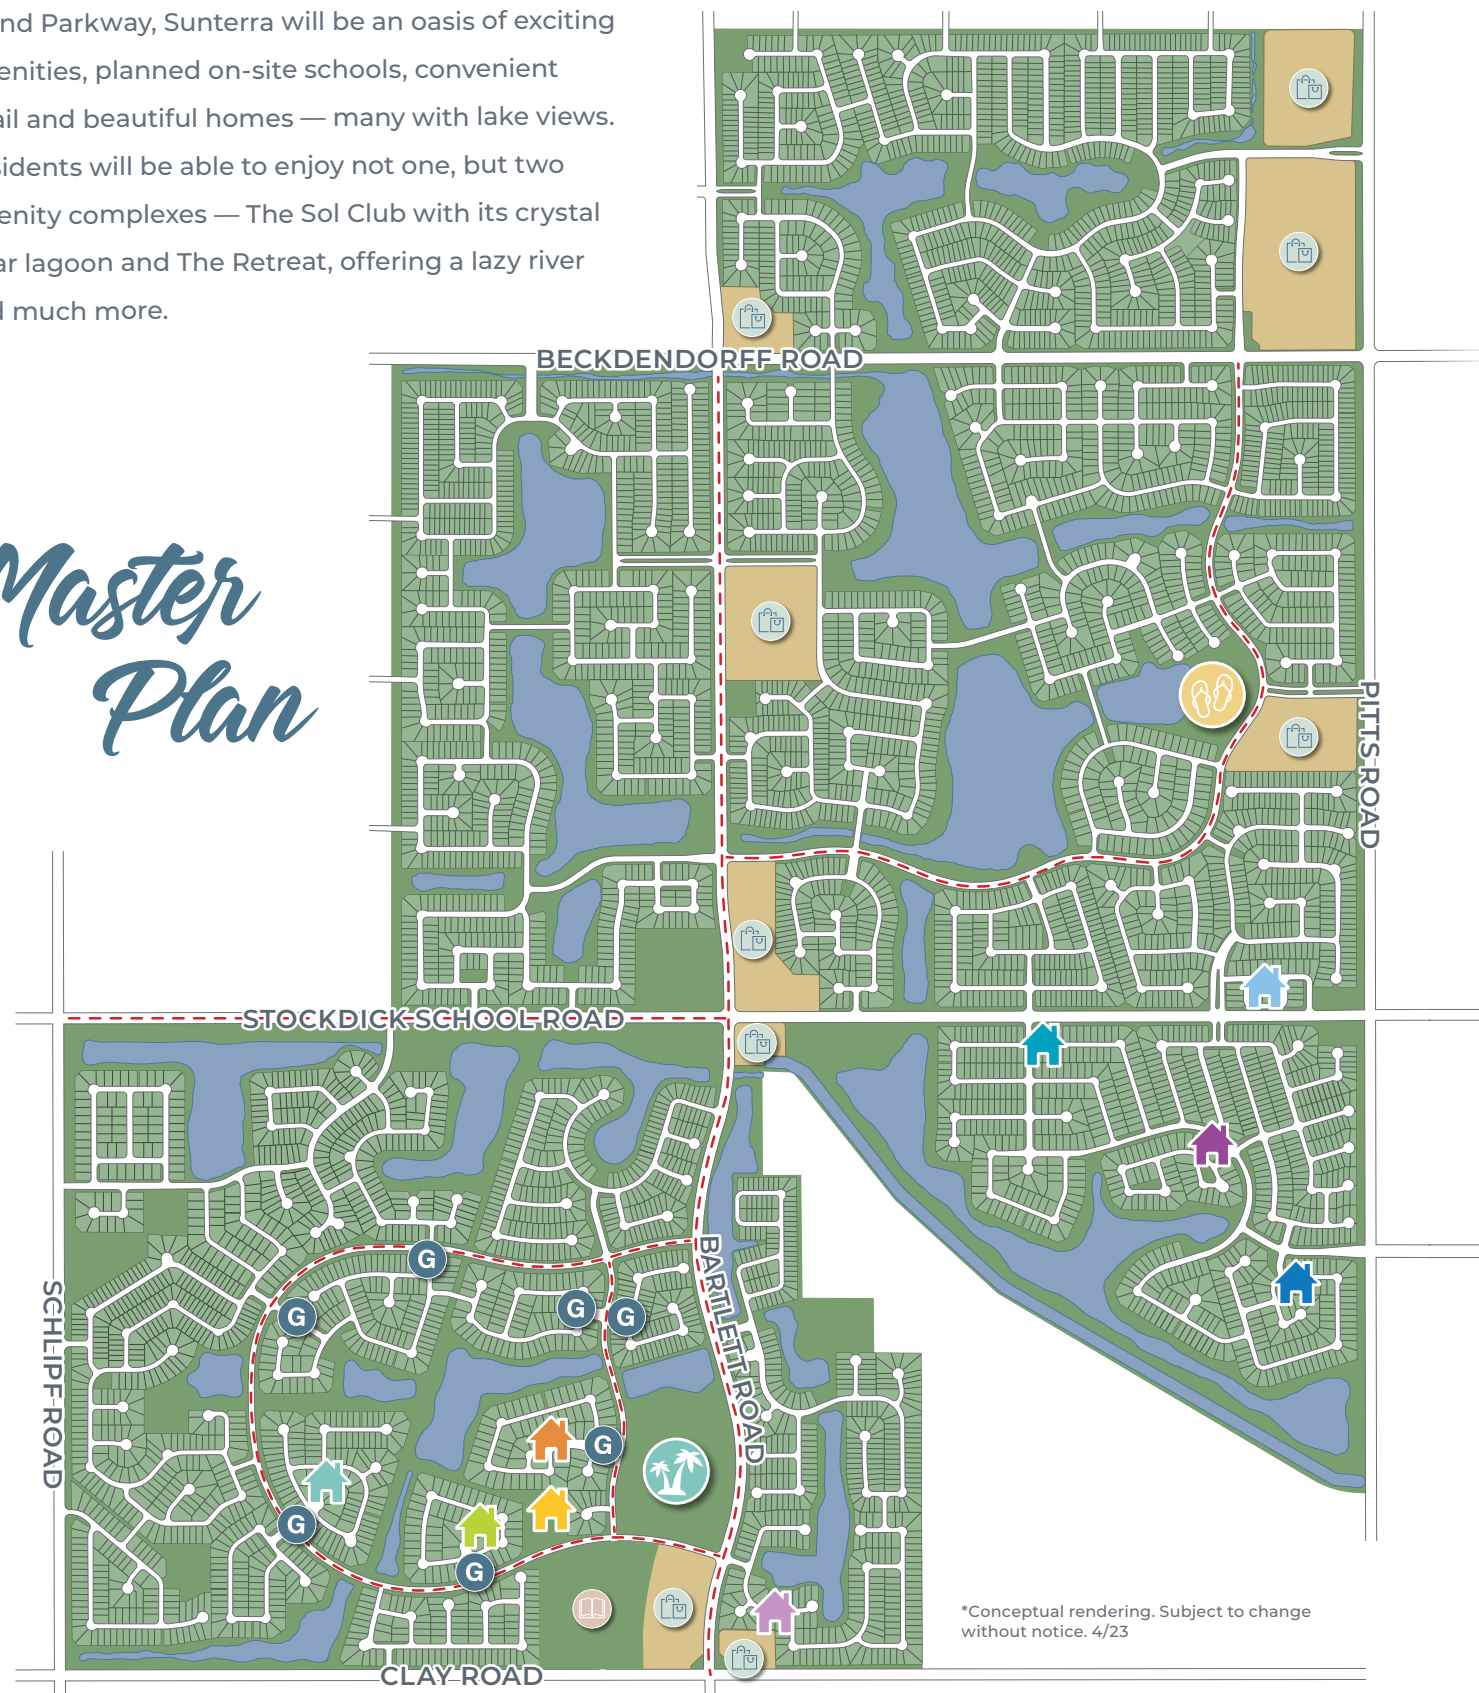 nd Parkway, Sunterra will be an oasis of exciting
enities, planned on-site schools, convenient
ail and beautiful homes — many with lake views.
sidents will be able to enjoy not one, but two
enity complexes — The Sol Club with its crystal
ar lagoon and The Retreat, offering a lazy river
d much more.
BECKDENDORFF ROAD
Master
Plan
PITTS ROAD
STOCKDICK SCHOOL ROAD
BARTLETT ROAD
SCHLIPF ROAD
G
G
G
G
G
G
G
*Conceptual rendering. Subject to change
without notice. 4/23
CLAY ROAD